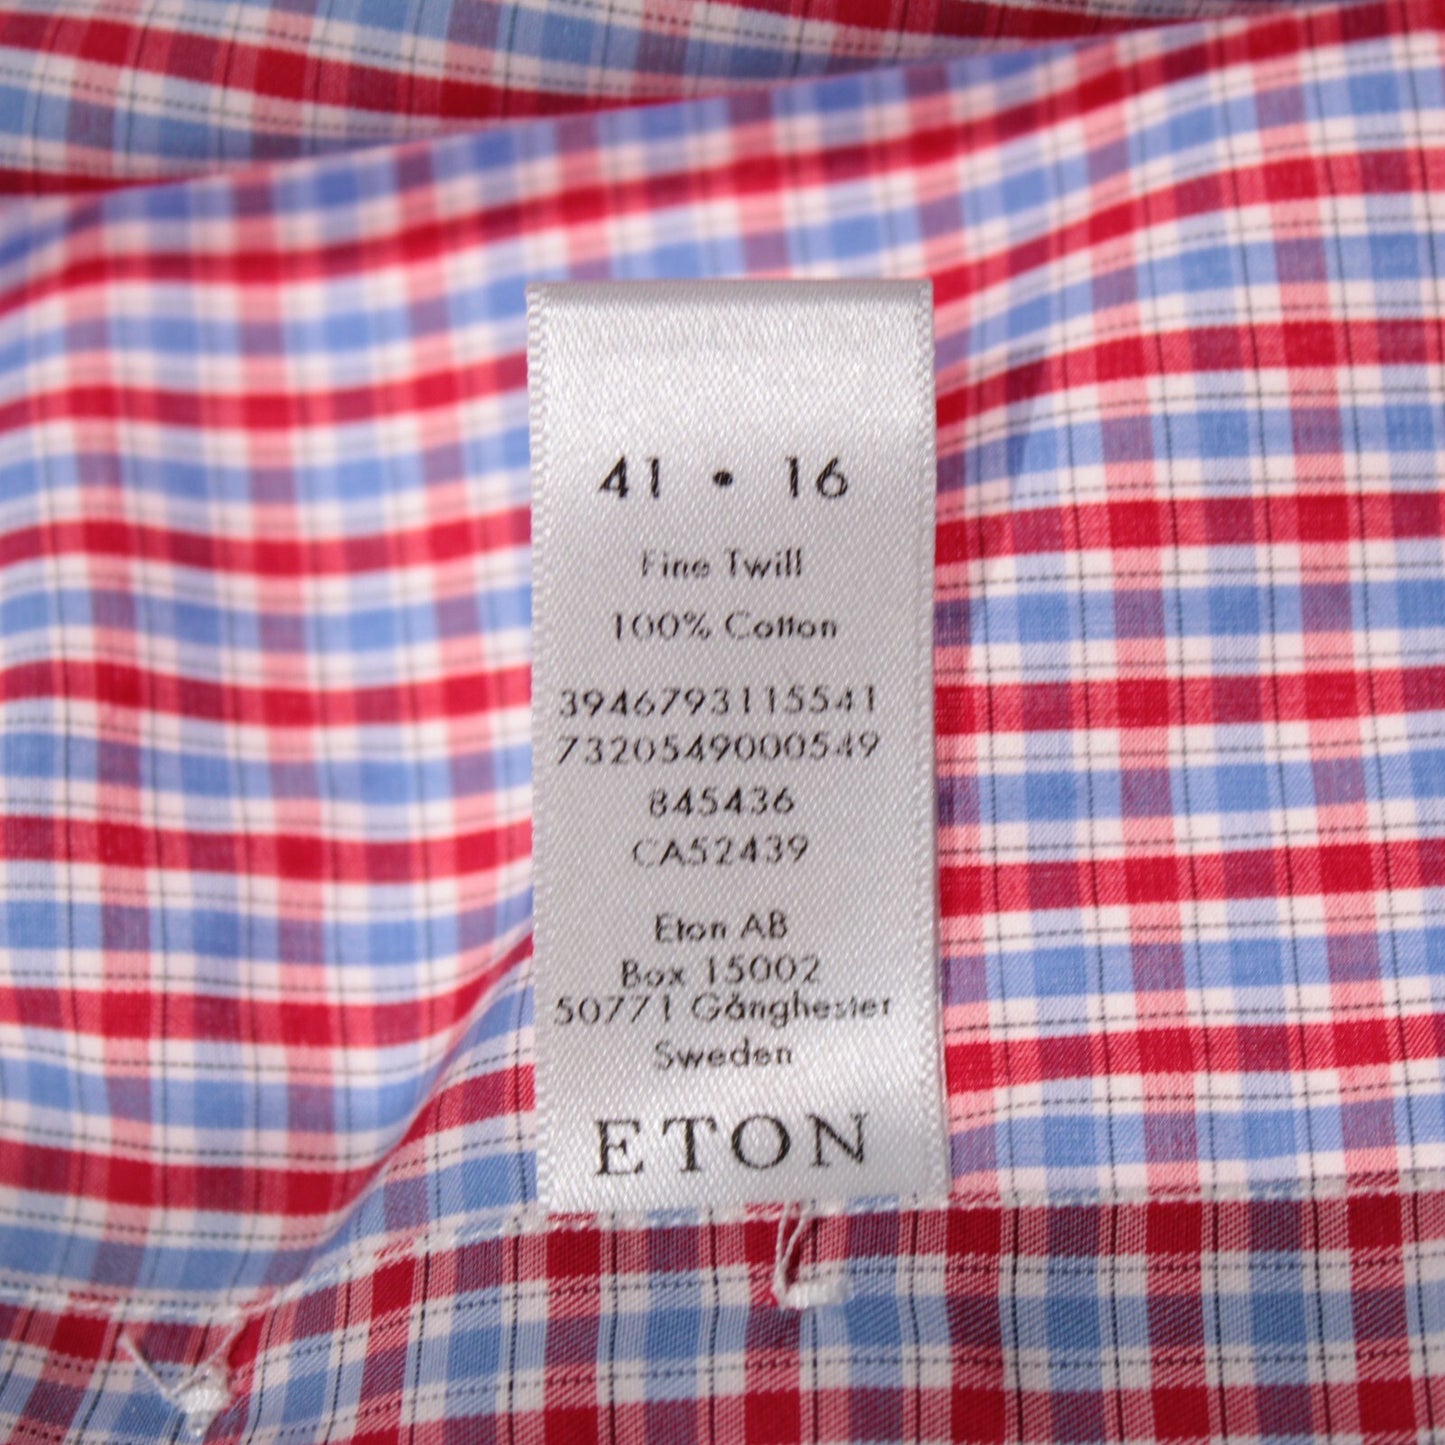 41 • 16
Fine Twill
100% Cotton
3946793115541
7320549000549
845436
CA52439
Eton AB
Box 15002
50771 Gånghester
Sweden
ETON